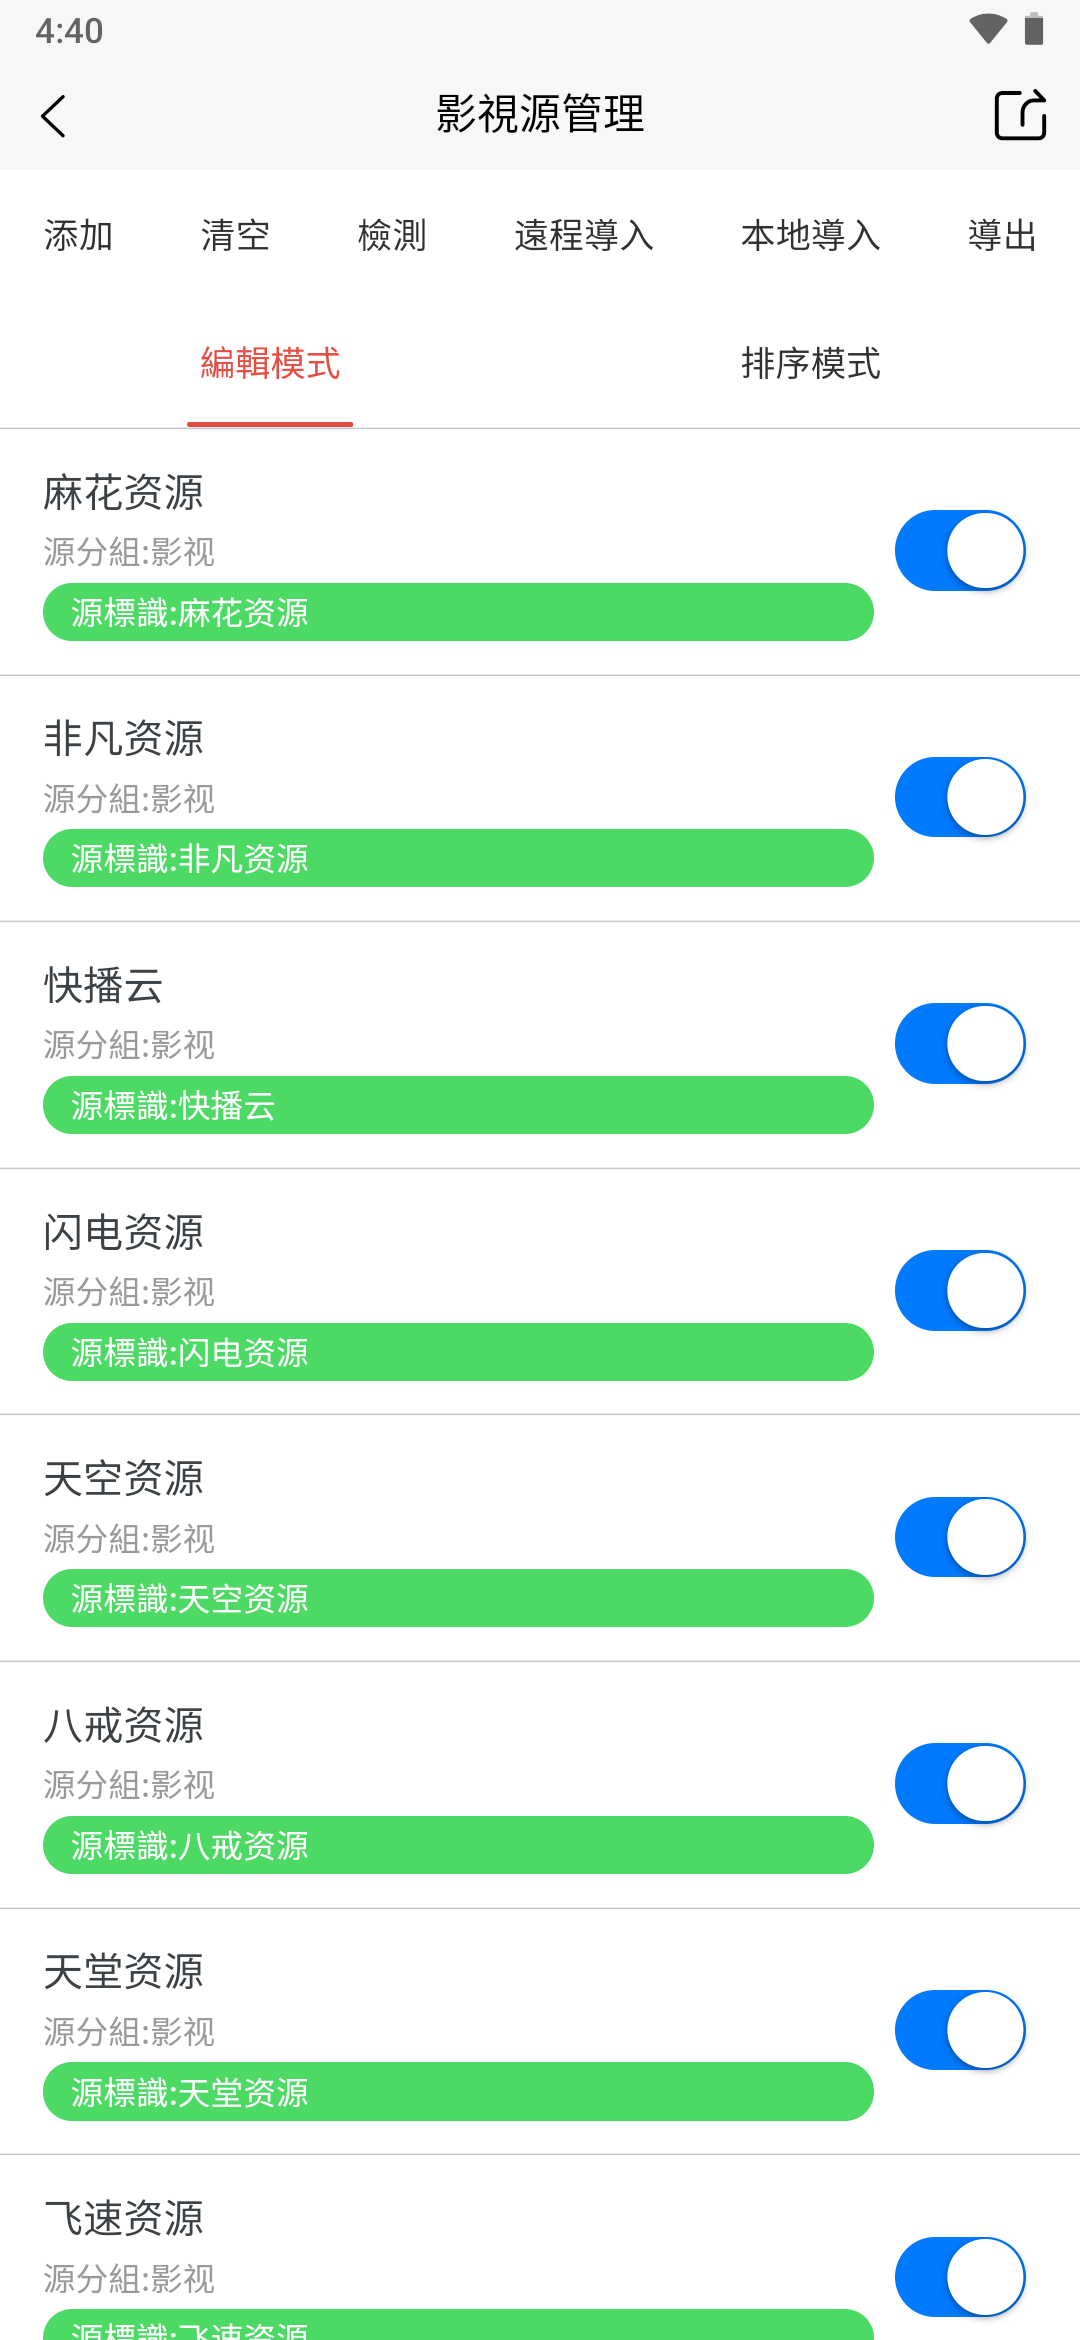 4:40
影視源管理
添加 清空 檢測 遠程導入 本地導入 導出
編輯模式 排序模式
麻花资源
源分組:影视
源標識:麻花资源
非凡资源
源分組:影视
源標識:非凡资源
快播云
源分組:影视
源標識:快播云
闪电资源
源分組:影视
源標識:闪电资源
天空资源
源分組:影视
源標識:天空资源
八戒资源
源分組:影视
源標識:八戒资源
天堂资源
源分組:影视
源標識:天堂资源
飞速资源
源分組:影视
源標識:飞速资源